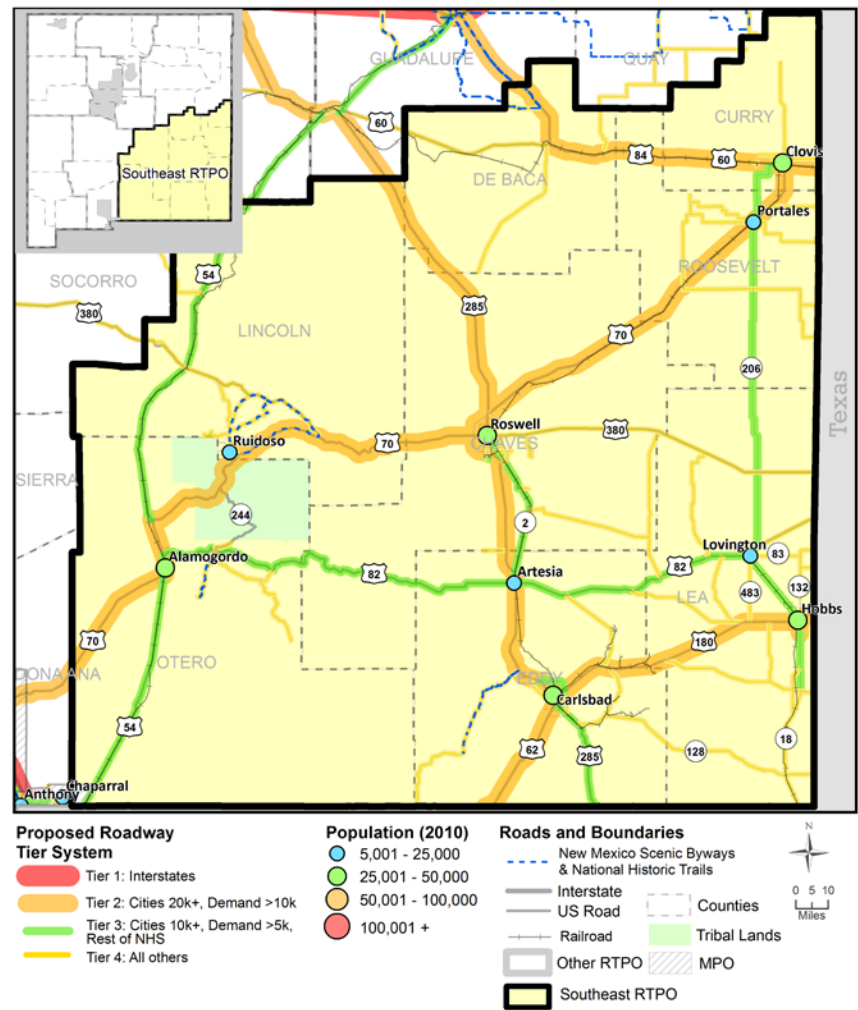 Southeast RTPO
GUADALUPE
QUAY
60
CURRY
84
60
Clovis
DE BACA
Portales
54
ROOSEVELT
SOCORRO
380
285
LINCOLN
70
206
Texas
Roswell
Ruidoso
70
CHAVES
380
SIERRA
244
2
Alamogordo
Lovington
83
82
Artesia
82
483
132
LEA
Hobbs
70
180
DONA ANA
OTERO
EDDY
Carlsbad
54
62
285
128
18
Anthony
Chaparral
Proposed Roadway
Tier System
Tier 1: Interstates
Tier 2: Cities 20k+, Demand >10k
Tier 3: Cities 10k+, Demand >5k,
Rest of NHS
Tier 4: All others
Population (2010)
5,001 - 25,000
25,001 - 50,000
50,001 - 100,000
100,001 +
Roads and Boundaries
New Mexico Scenic Byways
& National Historic Trails
Interstate
US Road
Railroad
Other RTPO
Southeast RTPO
Counties
Tribal Lands
MPO
N
0 5 10
Miles